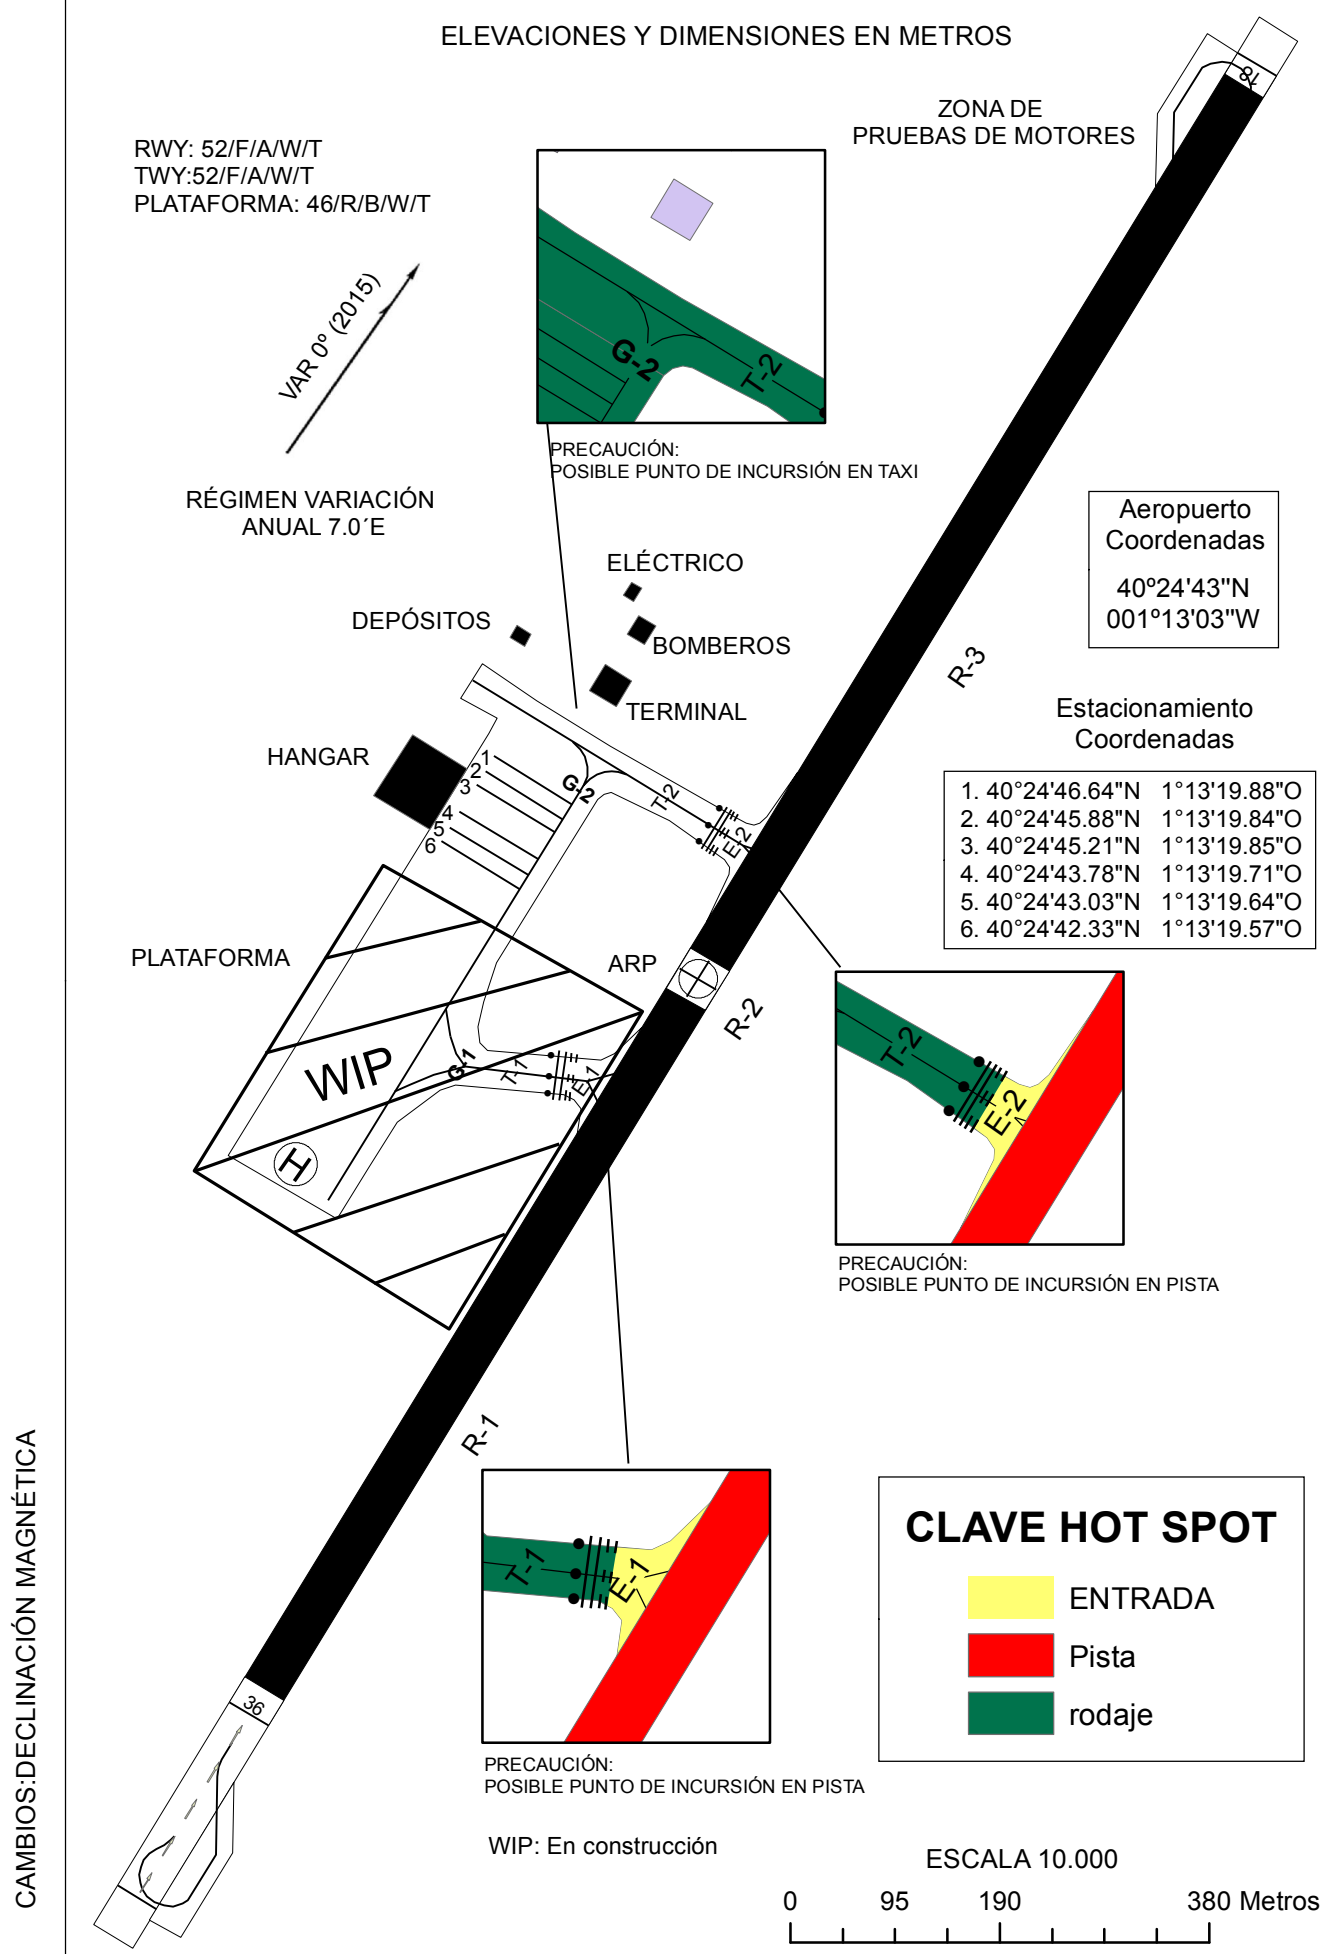 ELEVACIONES Y DIMENSIONES EN METROS
18
ZONA DE
PRUEBAS DE MOTORES
RWY: 52/F/A/W/T
TWY:52/F/A/W/T
PLATAFORMA: 46/R/B/W/T
VAR 0º (2015)
RÉGIMEN VARIACIÓN
ANUAL 7.0´E
G-2
T-2
PRECAUCIÓN:
POSIBLE PUNTO DE INCURSIÓN EN TAXI
Aeropuerto
Coordenadas
40º24'43"N
001º13'03"W
ELÉCTRICO
DEPÓSITOS
BOMBEROS
TERMINAL
HANGAR
R-3
Estacionamiento
Coordenadas
1. 40°24'46.64"N 1°13'19.88"O
2. 40°24'45.88"N 1°13'19.84"O
3. 40°24'45.21"N 1°13'19.85"O
4. 40°24'43.78"N 1°13'19.71"O
5. 40°24'43.03"N 1°13'19.64"O
6. 40°24'42.33"N 1°13'19.57"O
1
2
3
4
5
6
G-2
T-2
E-2
PLATAFORMA
ARP
R-2
WIP
G-1
T-1
E-1
H
T-2
E-2
PRECAUCIÓN:
POSIBLE PUNTO DE INCURSIÓN EN PISTA
R-1
T-1
E-1
PRECAUCIÓN:
POSIBLE PUNTO DE INCURSIÓN EN PISTA
CLAVE HOT SPOT
ENTRADA
Pista
rodaje
36
WIP: En construcción
ESCALA 10.000
0 95 190 380 Metros
CAMBIOS:DECLINACIÓN MAGNÉTICA